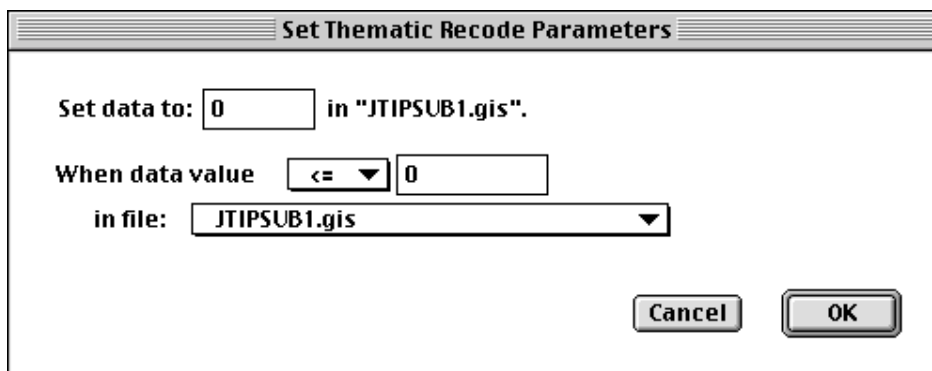 Set Thematic Recode Parameters
Set data to: 0 in "JTIPSUB1.gis".
When data value <= 0
in file: JTIPSUB1.gis
Cancel OK